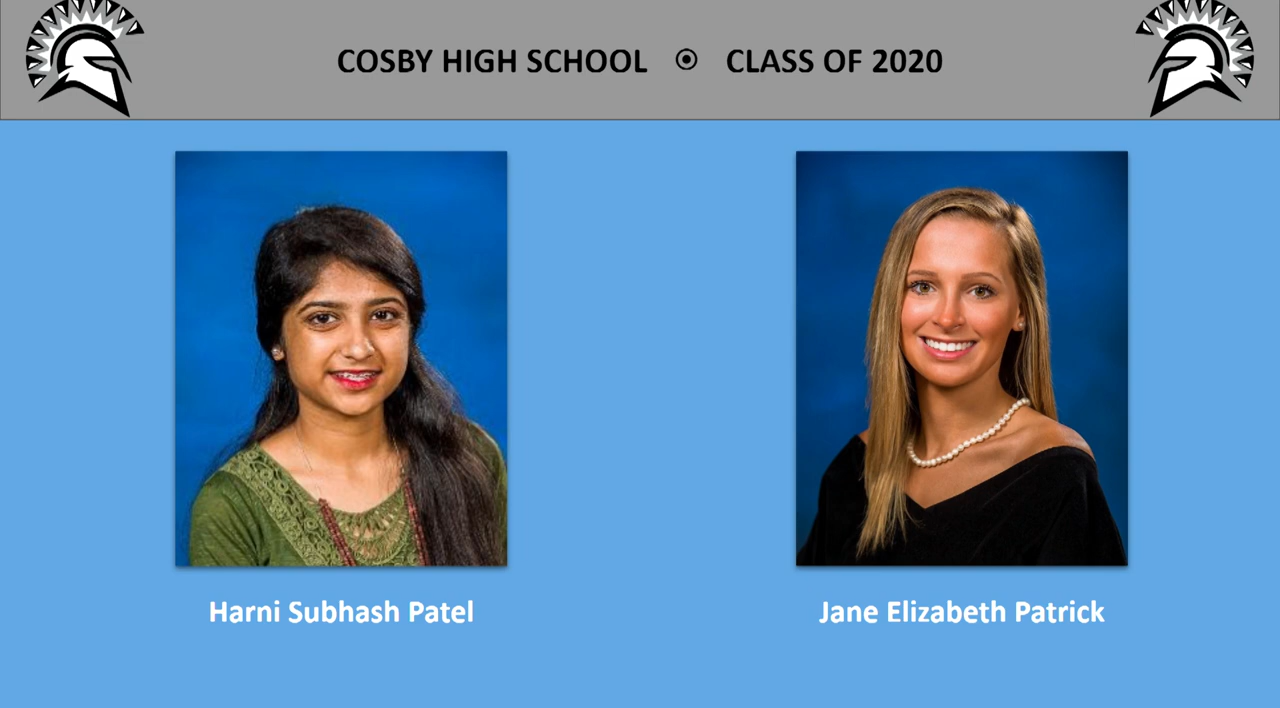 COSBY HIGH SCHOOL ⦿ CLASS OF 2020
Harni Subhash Patel
Jane Elizabeth Patrick